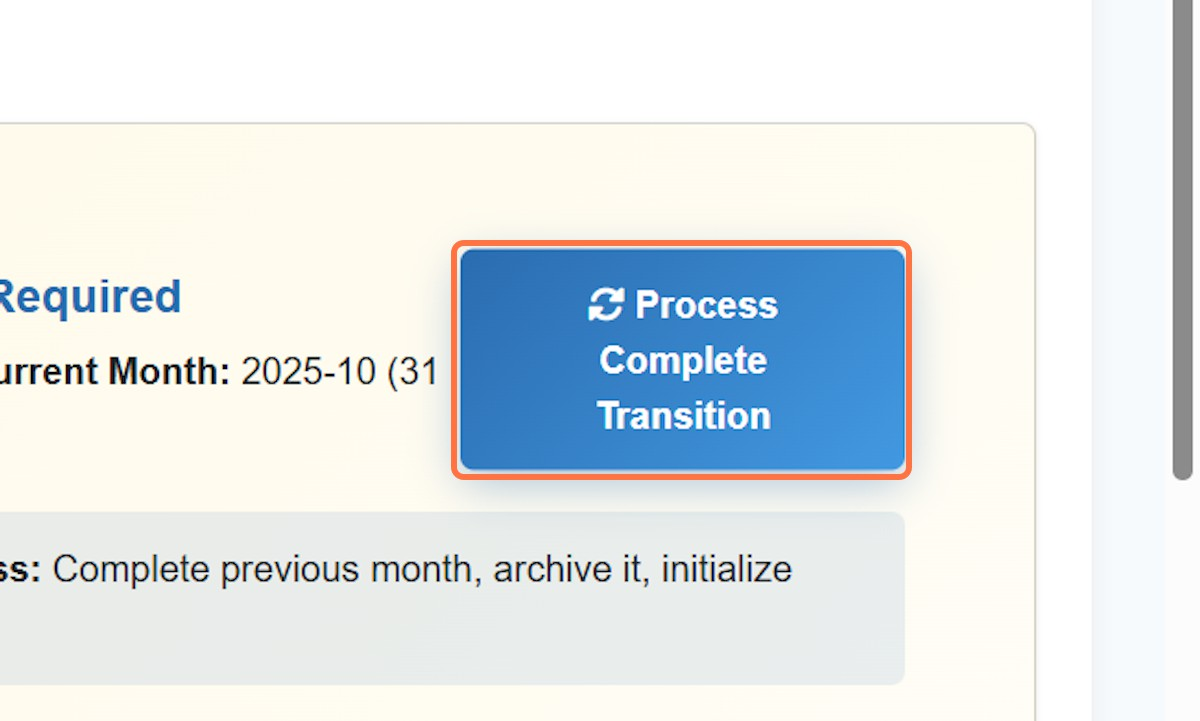 Required
Process
Complete
Transition
urrent Month: 2025-10 (31
ss: Complete previous month, archive it, initialize